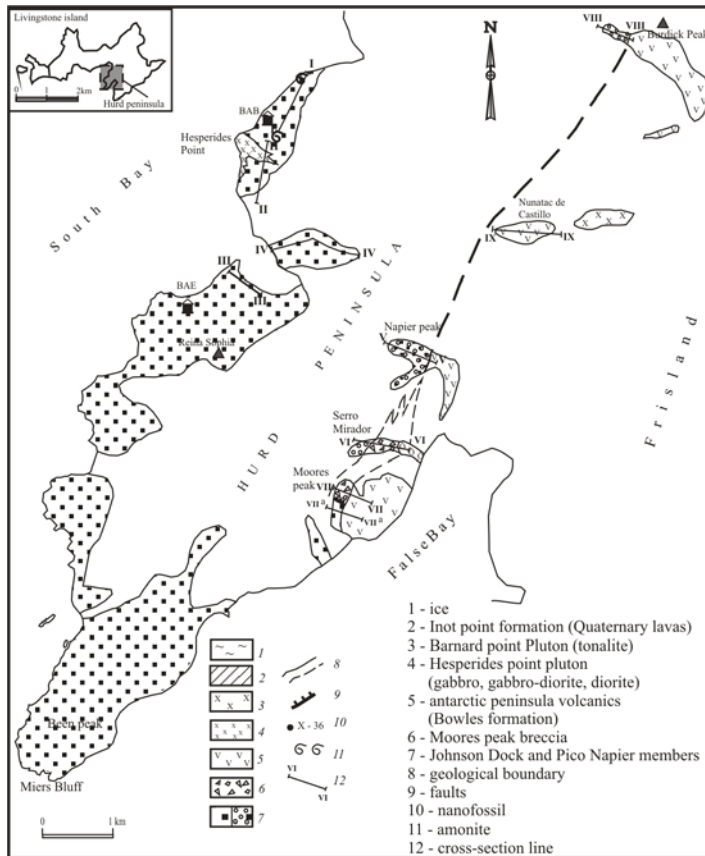 Livingstone island
0 1 2km
Hurd peninsula
I
BAB
Hesperides
Point
II
South Bay
N
VIII VIII
Burdick Peak
Nunatac de
Castillo
IX IX
IV IV
III
III
BAE
Reina Sophia
HURD PENINSULA
Napier peak
V
V
Serro
Mirador
VI VI
Moores
peak
VII
VII
VIIª
VIIª
Frisland
FalseBay
Been peak
Miers Bluff
0 1 km
1
2
3
4
5
6
7
8
9
X - 36 10
11
VI
VI
12
1 - ice
2 - Inot point formation (Quaternary lavas)
3 - Barnard point Pluton (tonalite)
4 - Hesperides point pluton
(gabbro, gabbro-diorite, diorite)
5 - antarctic peninsula volcanics
(Bowles formation)
6 - Moores peak breccia
7 - Johnson Dock and Pico Napier members
8 - geological boundary
9 - faults
10 - nanofossil
11 - amonite
12 - cross-section line